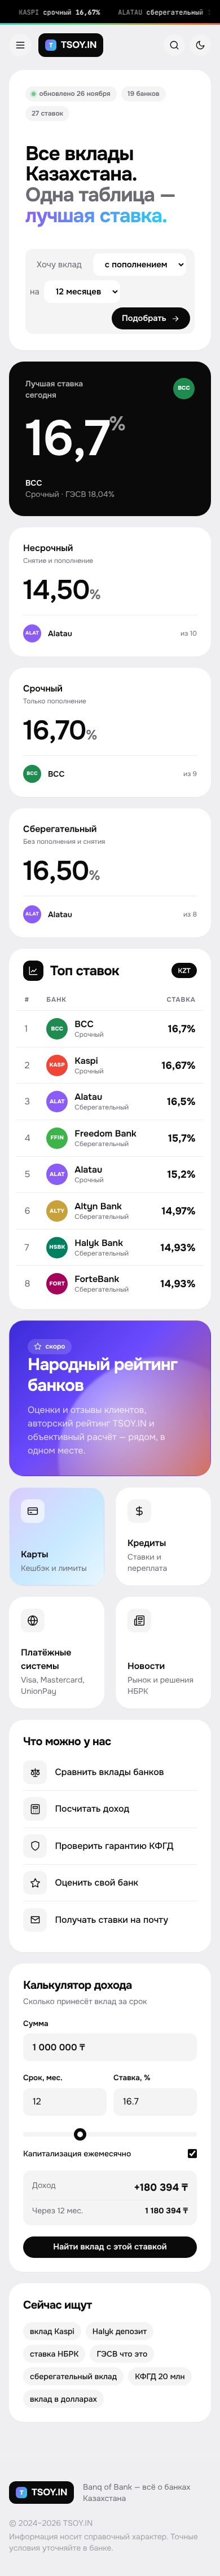 KASPI срочный 16,67% ALATAU сберегательный
TSOY.IN
обновлено 26 ноября
19 банков
27 ставок
Все вклады
Казахстана.
Одна таблица —
лучшая ставка.
Хочу вклад с пополнением
на 12 месяцев
Подобрать →
Лучшая ставка
сегодня
BCC
16,7%
BCC
Срочный · ГЭСВ 18,04%
Несрочный
Снятие и пополнение
14,50%
ALAT Alatau из 10
Срочный
Только пополнение
16,70%
BCC BCC из 9
Сберегательный
Без пополнения и снятия
16,50%
ALAT Alatau из 8
Топ ставок KZT
# БАНК СТАВКА
1 BCC BCC 16,7%
Срочный
2 KASP Kaspi 16,67%
Срочный
3 ALAT Alatau 16,5%
Сберегательный
4 FFIN Freedom Bank 15,7%
Сберегательный
5 ALAT Alatau 15,2%
Срочный
6 ALTY Altyn Bank 14,97%
Сберегательный
7 HSBK Halyk Bank 14,93%
Сберегательный
8 FORT ForteBank 14,93%
Сберегательный
скоро
Народный рейтинг
банков
Оценки и отзывы клиентов,
авторский рейтинг TSOY.IN и
объективный расчёт — рядом, в
одном месте.
Карты
Кешбэк и лимиты
Кредиты
Ставки и
переплата
Платёжные
системы
Visa, Mastercard,
UnionPay
Новости
Рынок и решения
НБРК
Что можно у нас
Сравнить вклады банков
Посчитать доход
Проверить гарантию КФГД
Оценить свой банк
Получать ставки на почту
Калькулятор дохода
Сколько принесёт вклад за срок
Сумма
1 000 000 ₸
Срок, мес. Ставка, %
12 16.7
Капитализация ежемесячно
Доход +180 394 ₸
Через 12 мес. 1 180 394 ₸
Найти вклад с этой ставкой
Сейчас ищут
вклад Kaspi
Halyk депозит
ставка НБРК
ГЭСВ что это
сберегательный вклад
КФГД 20 млн
вклад в долларах
TSOY.IN
Banq of Bank — всё о банках
Казахстана
© 2024–2026 TSOY.IN
Информация носит справочный характер. Точные
условия уточняйте в банке.